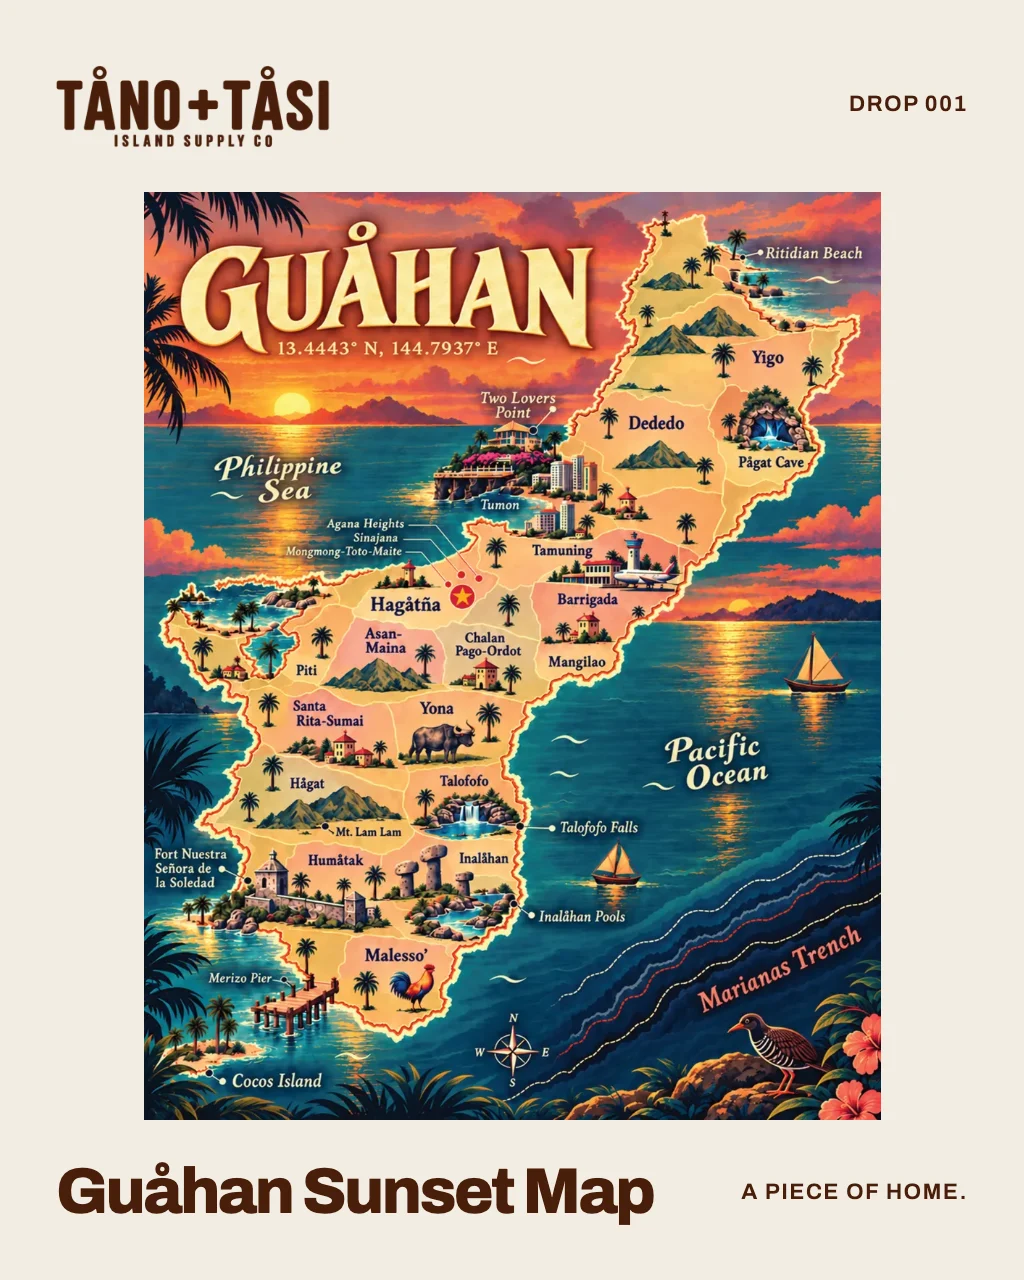 TÅNO+TÅSI
ISLAND SUPPLY CO
DROP 001
GUÅHAN
13.4443° N, 144.7937° E
Ritidian Beach
Yigo
Two Lovers
Point
Dededo
Pågat Cave
Philippine
Sea
Tumon
Agana Heights
Sinajana
Mongmong-Toto-Maite
Tamuning
Hagåtña
Barrigada
Asan-
Maina
Chalan
Pago-Ordot
Piti
Mangilao
Santa
Rita-Sumai
Yona
Pacific
Ocean
Hågat
Talofofo
Mt. Lam Lam
Talofofo Falls
Fort Nuestra
Señora de
la Soledad
Humåtak
Inalåhan
Inalåhan Pools
Malesso’
Marianas Trench
Merizo Pier
N
W
E
S
Cocos Island
Guåhan Sunset Map
A PIECE OF HOME.